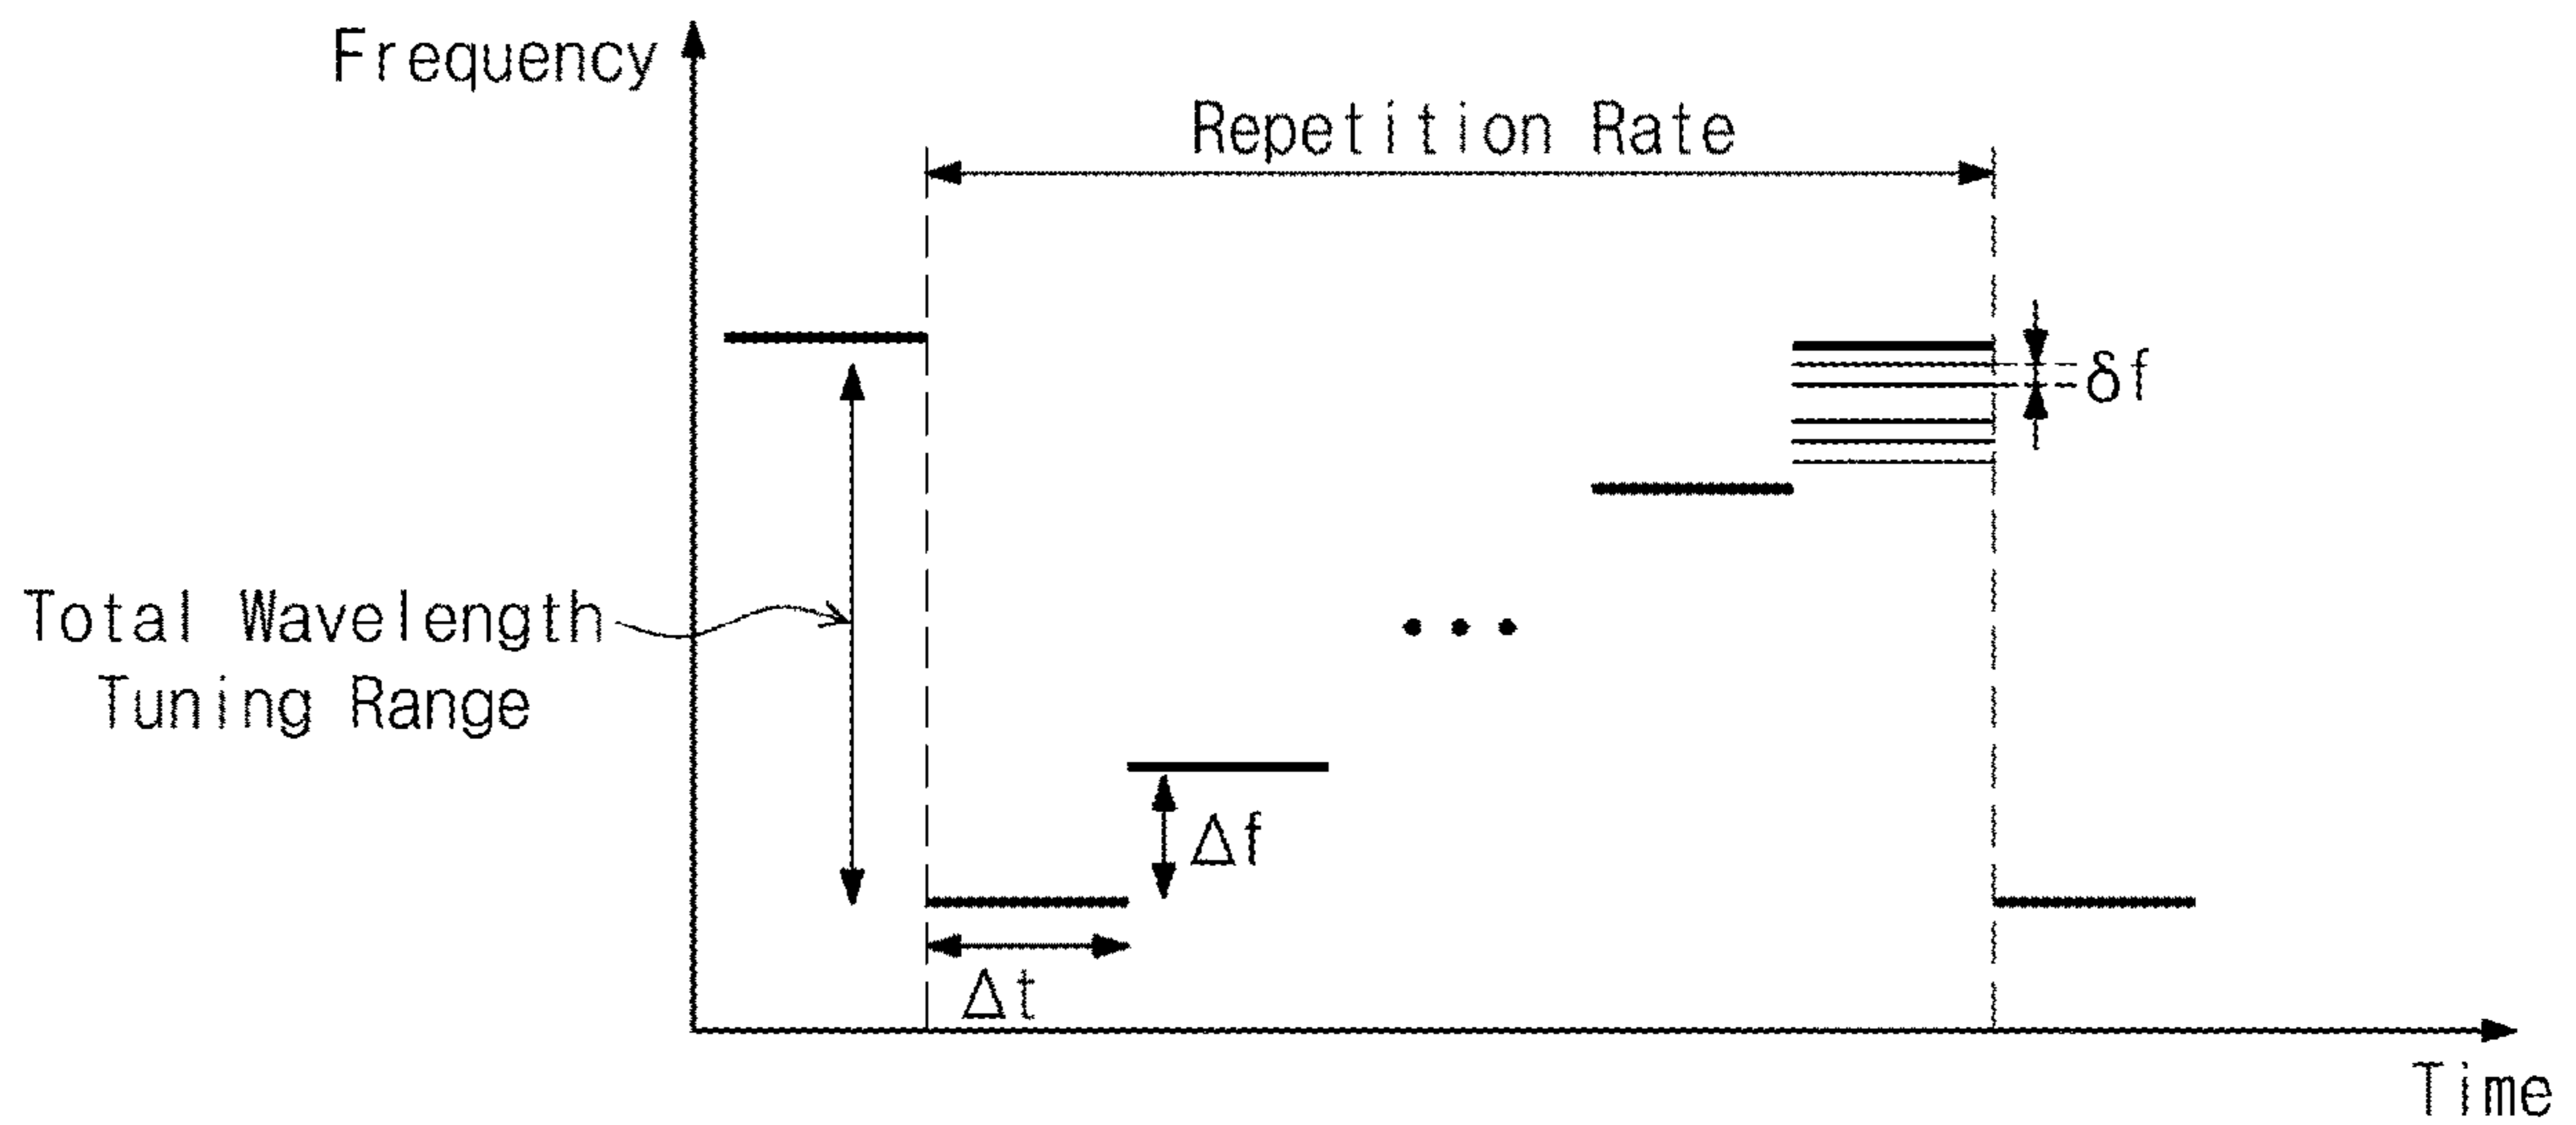 Frequency
Repetition Rate
δf
Total Wavelength
Tuning Range
Δf
Δt
Time